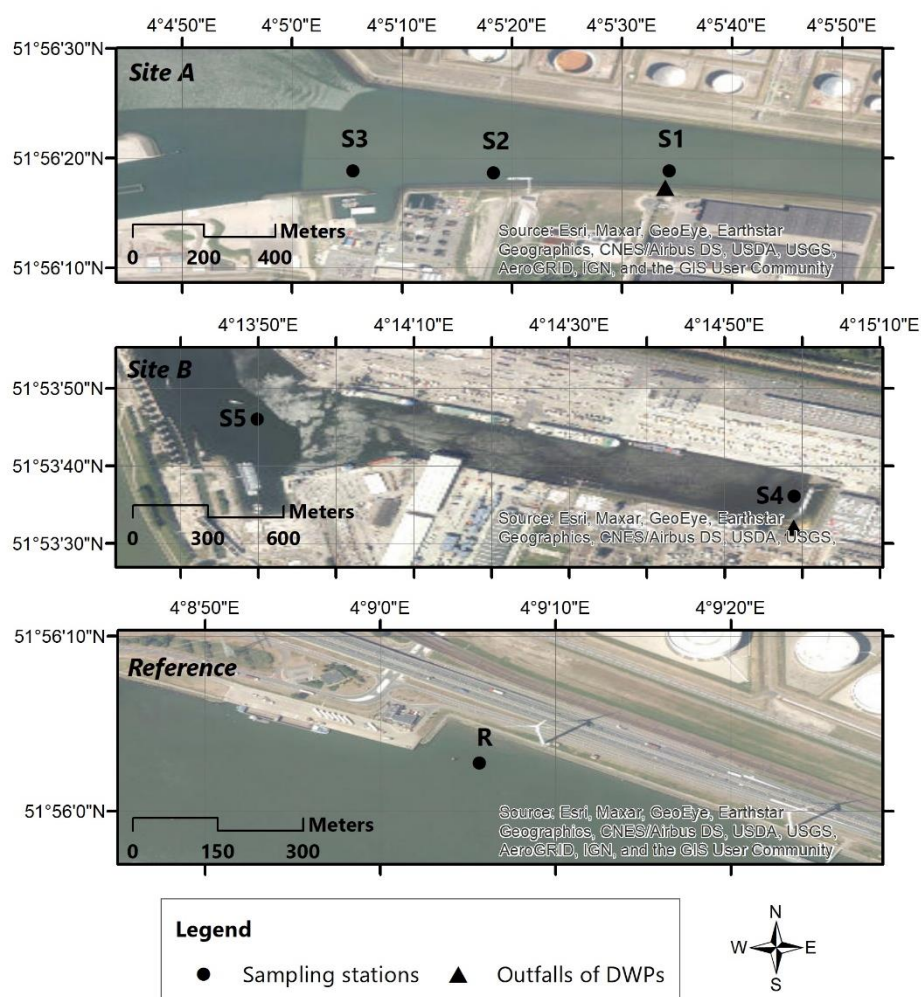 4°4'50"E 4°5'0"E 4°5'10"E 4°5'20"E 4°5'30"E 4°5'40"E 4°5'50"E
51°56'30"N
Site A
S3 S2 S1
51°56'20"N
Meters
0 200 400
Source: Esri, Maxar, GeoEye, Earthstar
Geographics, CNES/Airbus DS, USDA, USGS,
AeroGRID, IGN, and the GIS User Community
51°56'10"N
4°13'50"E 4°14'10"E 4°14'30"E 4°14'50"E 4°15'10"E
Site B
51°53'50"N
S5
51°53'40"N
S4
Meters
0 300 600
Source: Esri, Maxar, GeoEye, Earthstar
Geographics, CNES/Airbus DS, USDA, USGS,
51°53'30"N
4°8'50"E 4°9'0"E 4°9'10"E 4°9'20"E
51°56'10"N
Reference
R
51°56'0"N
Meters
0 150 300
Source: Esri, Maxar, GeoEye, Earthstar
Geographics, CNES/Airbus DS, USDA, USGS,
AeroGRID, IGN, and the GIS User Community
Legend
Sampling stations Outfalls of DWPs
N
W E
S